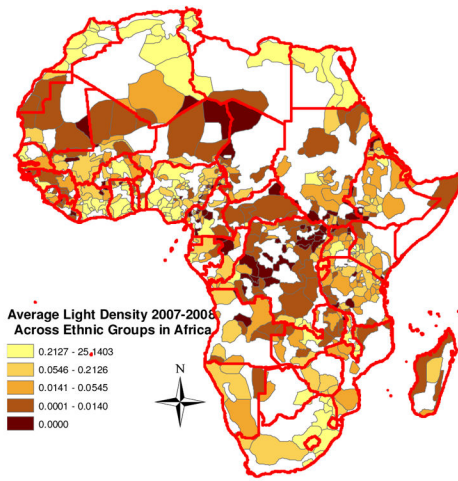 Average Light Density 2007-2008
Across Ethnic Groups in Africa
0.2127 - 25.1403
0.0546 - 0.2126
0.0141 - 0.0545
0.0001 - 0.0140
0.0000
N